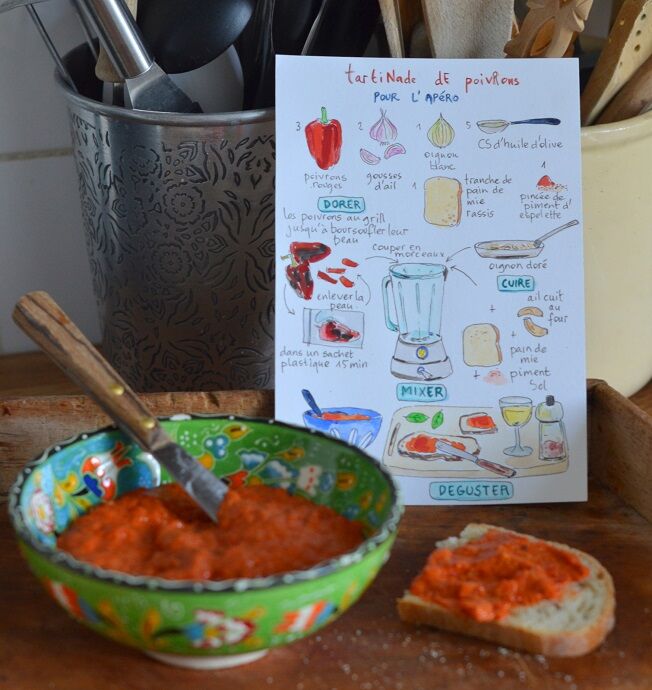 tartiNade dE poivRons
POUR L'APÉRO
3
poivrons
rouges
2
gousses
d'ail
1
oignon
blanc
5
CS d'huile d'olive
1
tranche de
pain de
mie
rassis
1
pincée de
piment d'
espelette
DORER
les poivrons au grill
jusqu'à boursoufler leur
peau
couper en
morceaux
oignon doré
CUIRE
enlever la
peau
dans un sachet
plastique 15 min
ail cuit
au
four
+
+
pain de
mie
+
piment
Sel
MIXER
DEGUSTER